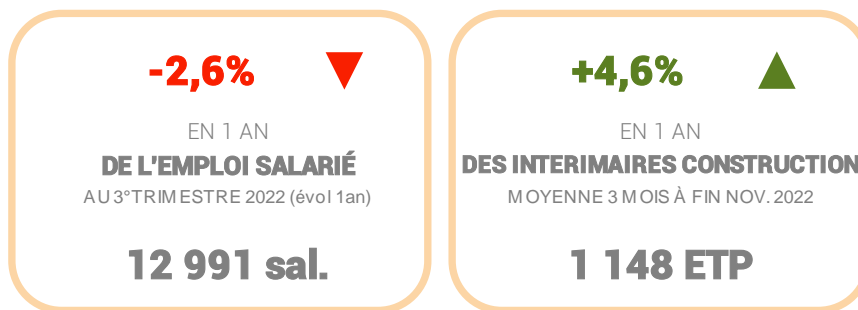 -2,6% ▼
EN 1 AN
DE L'EMPLOI SALARIÉ
AU 3°TRIMESTRE 2022 (évol 1an)
12 991 sal.
+4,6% ▲
EN 1 AN
DES INTERIMAIRES CONSTRUCTION
MOYENNE 3 MOIS À FIN NOV. 2022
1 148 ETP